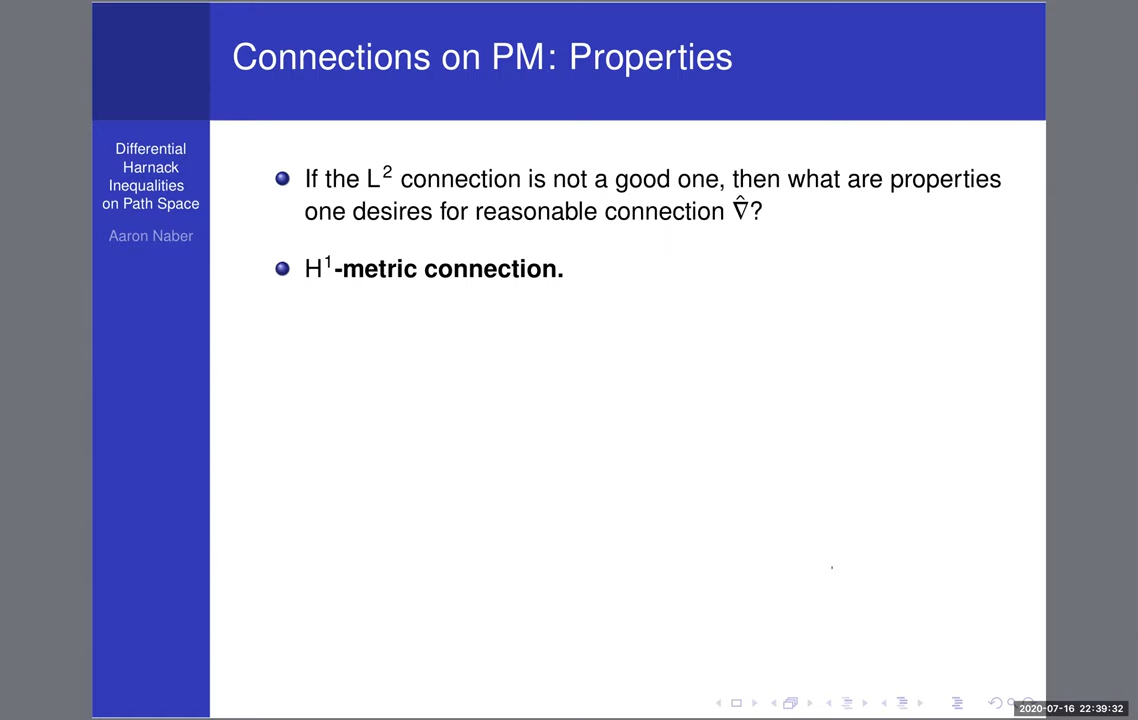 Connections on PM: Properties
Differential
Harnack
Inequalities
on Path Space
Aaron Naber
If the L² connection is not a good one, then what are properties
one desires for reasonable connection ∇̂?
H¹-metric connection.
2020-07-16 22:39:32